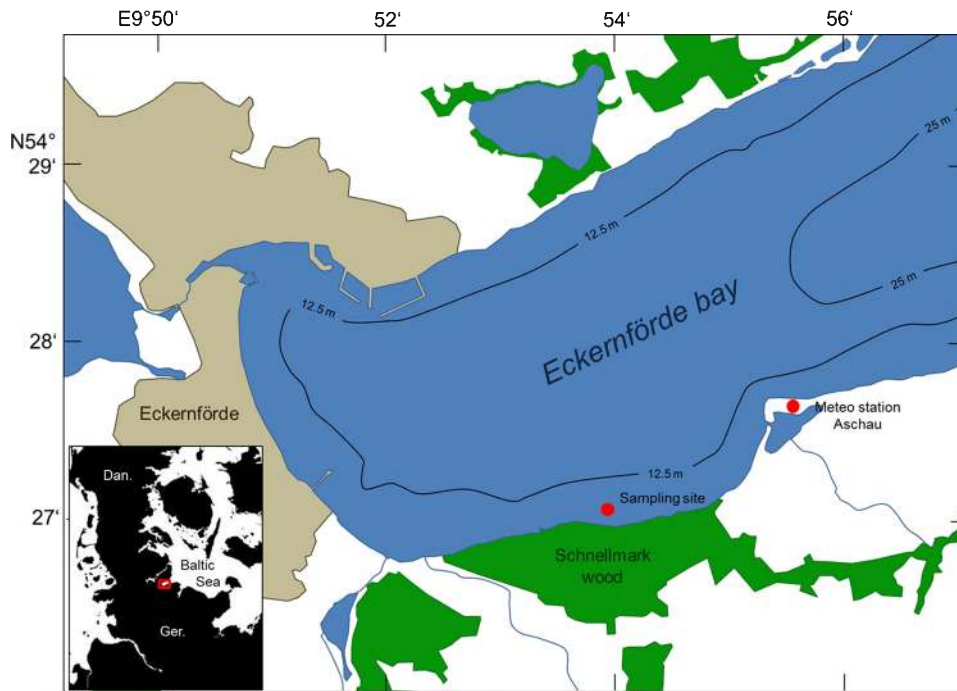 E9°50‘
52‘
54‘
56‘
N54°
29‘
28‘
27‘
25 m
12.5 m
25 m
12.5 m
Eckernförde bay
Eckernförde
Meteo station
Aschau
12.5 m
Sampling site
Schnellmark
wood
Dan.
Baltic
Sea
Ger.